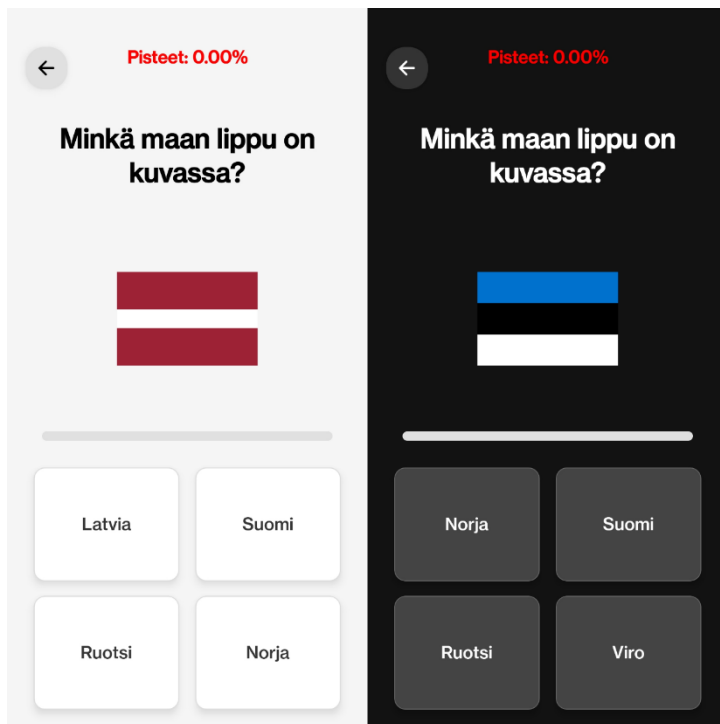 Pisteet: 0.00%
Minkä maan lippu on
kuvassa?
Latvia
Suomi
Ruotsi
Norja
Pisteet: 0.00%
Minkä maan lippu on
kuvassa?
Norja
Suomi
Ruotsi
Viro